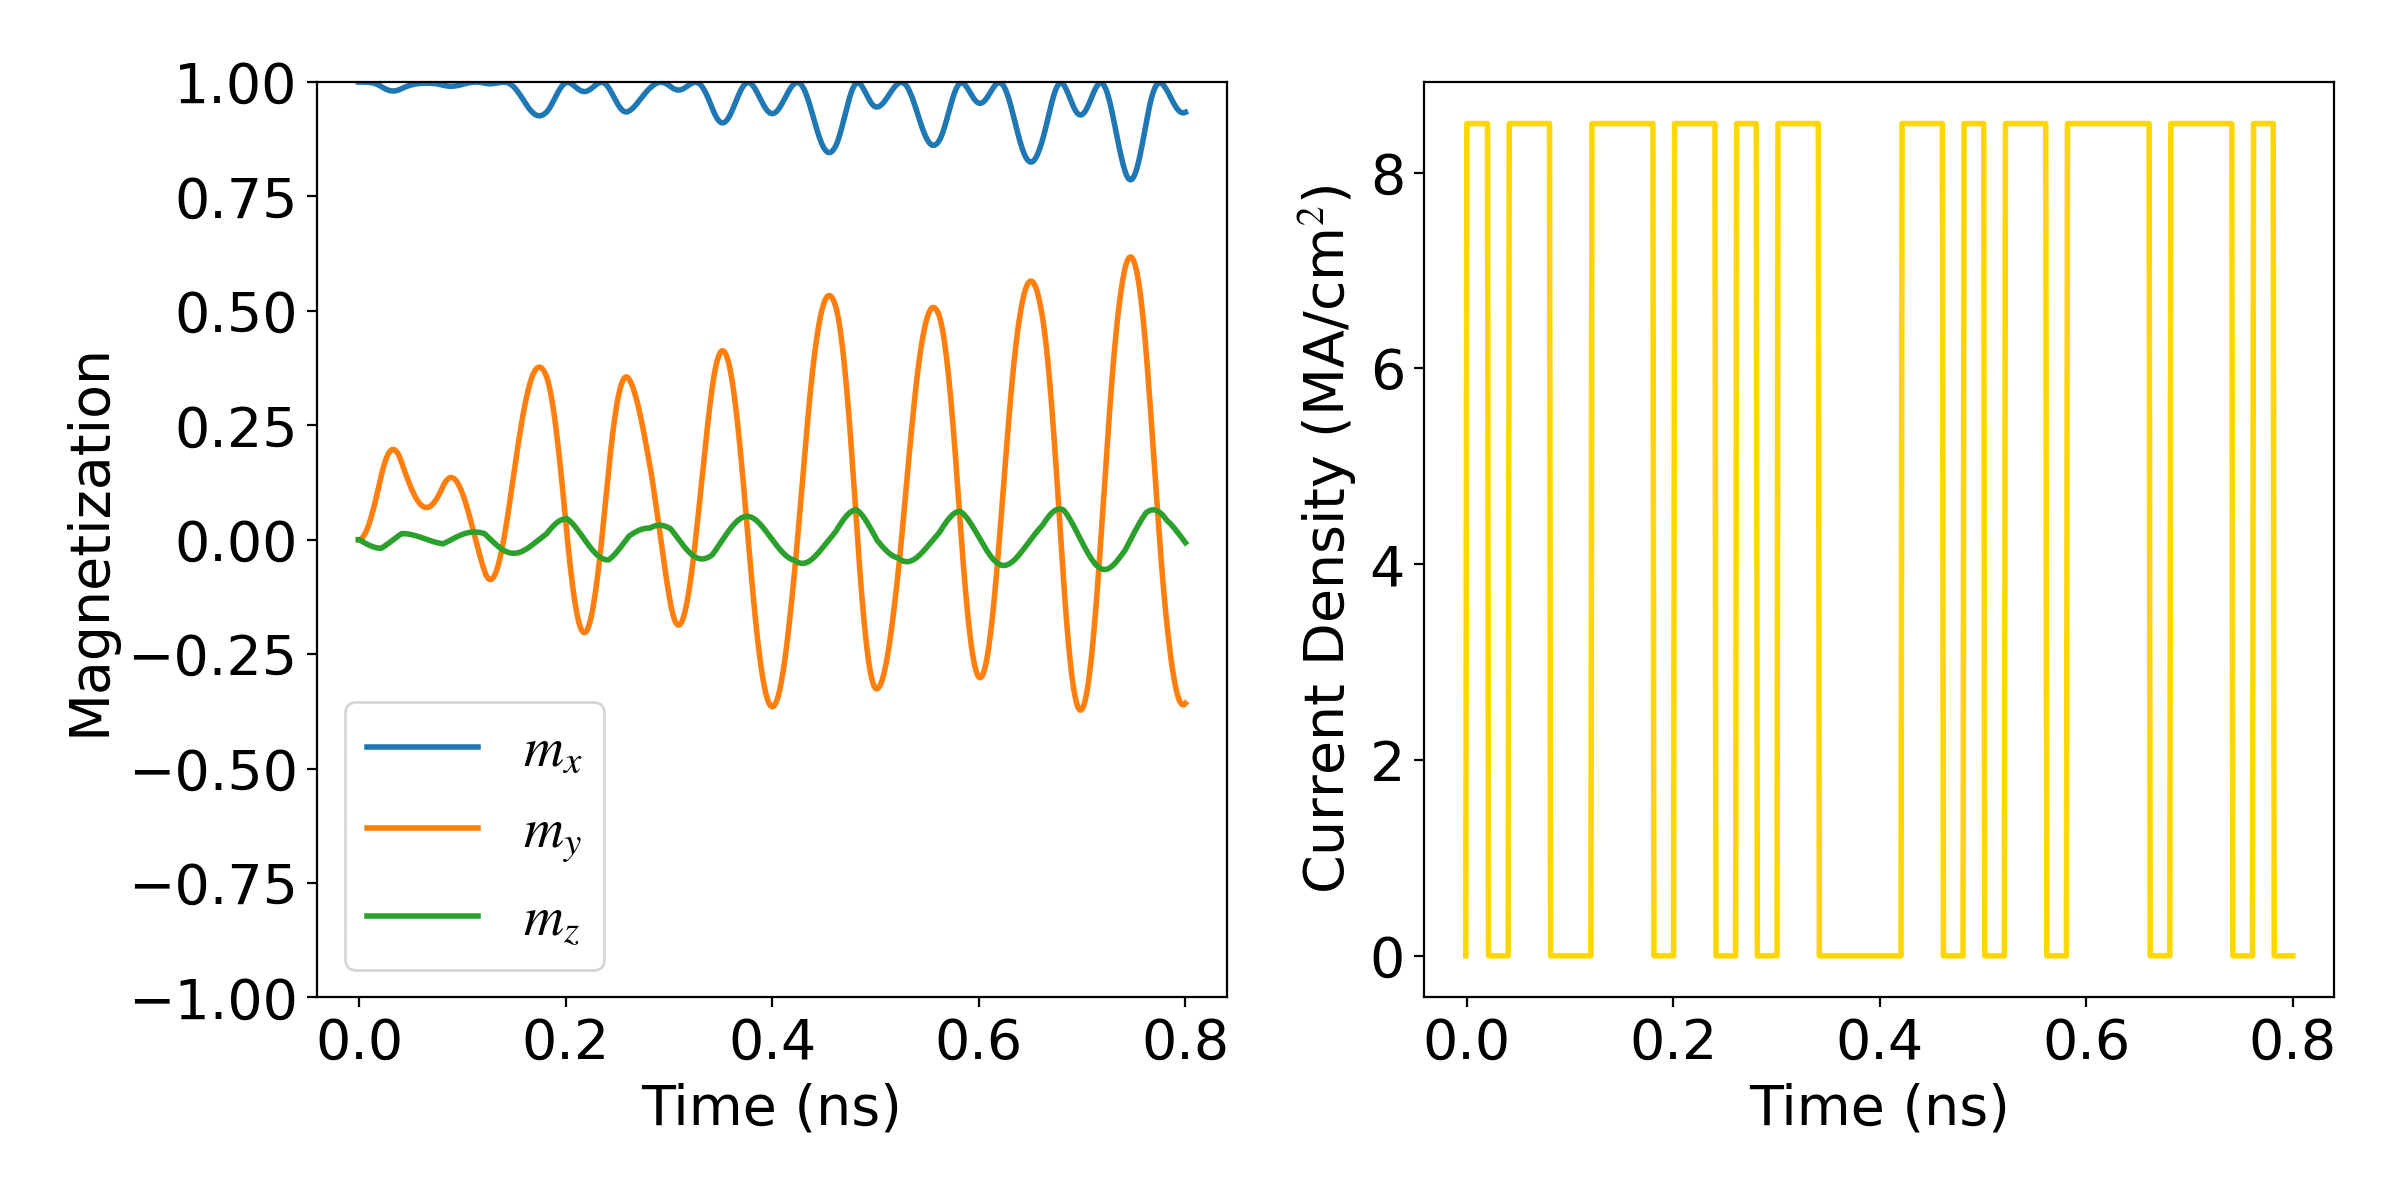 Magnetization
1.00
0.75
0.50
0.25
0.00
−0.25
−0.50
−0.75
−1.00
m_x
m_y
m_z
0.0 0.2 0.4 0.6 0.8
Time (ns)
Current Density (MA/cm²)
8
6
4
2
0
0.0 0.2 0.4 0.6 0.8
Time (ns)